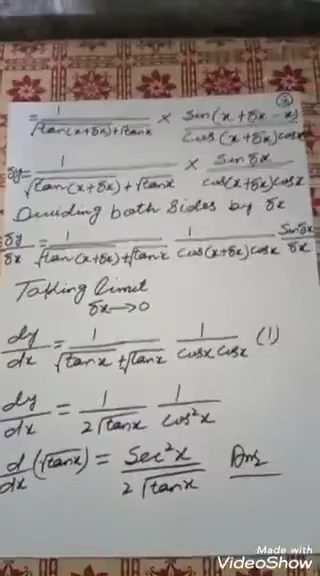 ②
= 1/(√tan(x+δx) + √tanx) × Sin(x+δx-x)/(Cos(x+δx)cosx)
δy = 1/(√tan(x+δx) + √tanx) × Sin δx/(cos(x+δx)cosx)
Dividing both sides by δx
δy/δx = 1/(√tan(x+δx) + √tanx) 1/(cos(x+δx)cosx) Sinδx/δx
Taking limit
δx→0
dy/dx = 1/(√tanx + √tanx) 1/(cosx cosx) (1)
dy/dx = 1/(2√tanx) 1/cos²x
d/dx (√tanx) = Sec²x/(2√tanx) Ans
Made with
VideoShow